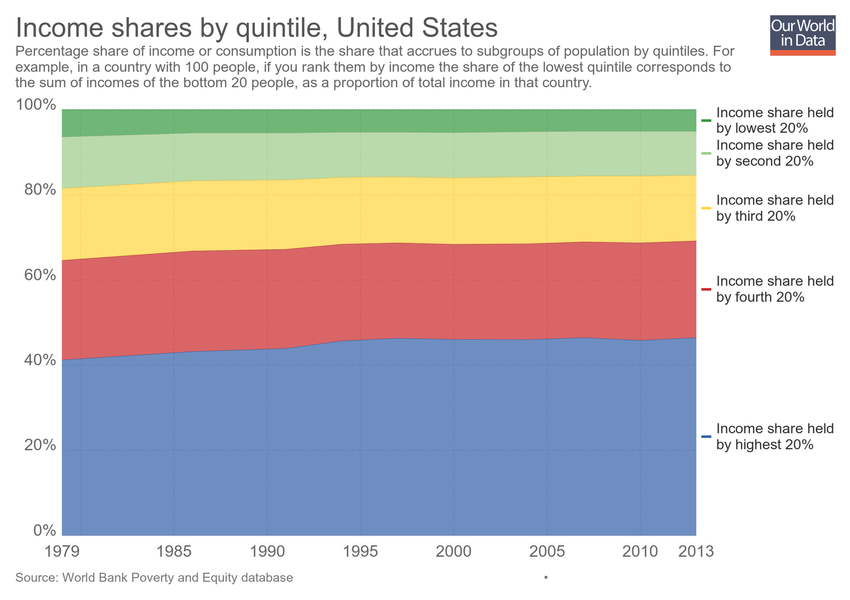 Income shares by quintile, United States
Our World
in Data
Percentage share of income or consumption is the share that accrues to subgroups of population by quintiles. For
example, in a country with 100 people, if you rank them by income the share of the lowest quintile corresponds to
the sum of incomes of the bottom 20 people, as a proportion of total income in that country.
100%
80%
60%
40%
20%
0%
Income share held
by lowest 20%
Income share held
by second 20%
Income share held
by third 20%
Income share held
by fourth 20%
Income share held
by highest 20%
1979 1985 1990 1995 2000 2005 2010 2013
Source: World Bank Poverty and Equity database